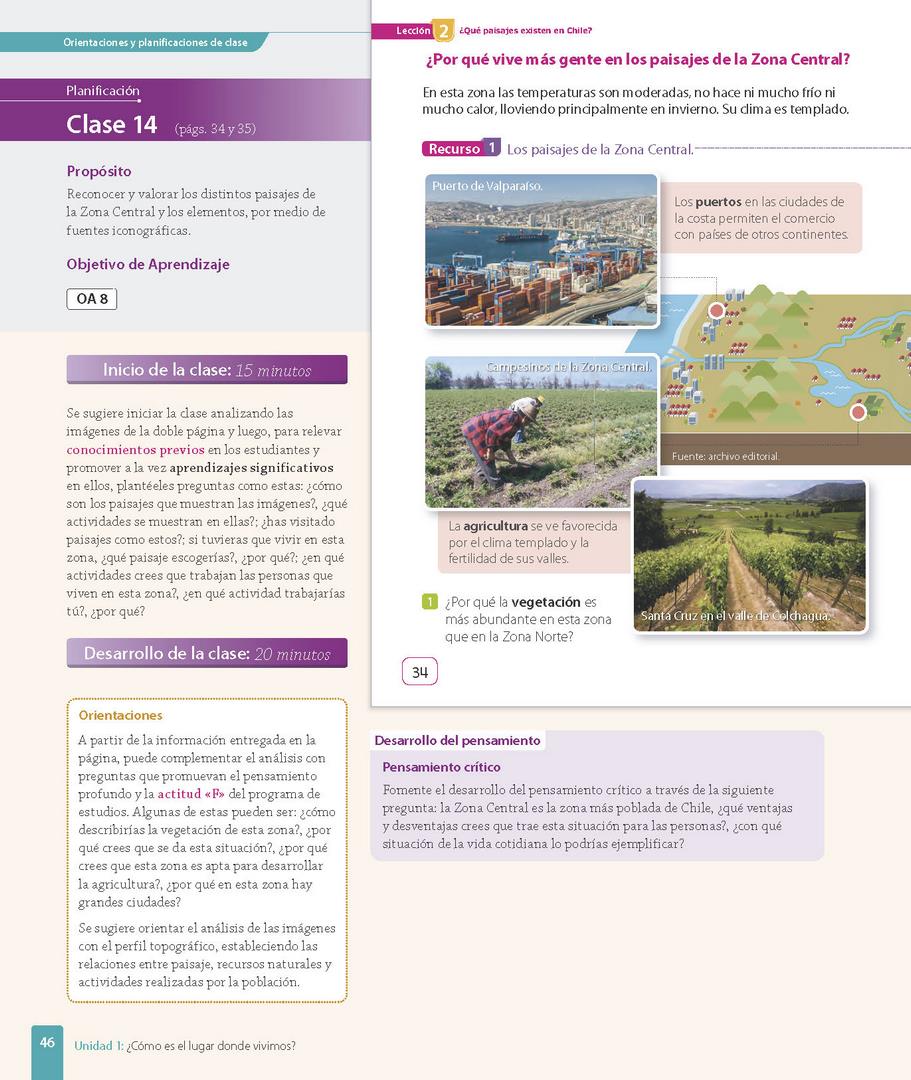 Orientaciones y planificaciones de clase
Planificación
Clase 14 (págs. 34 y 35)
Propósito
Reconocer y valorar los distintos paisajes de
la Zona Central y los elementos, por medio de
fuentes iconográficas.
Objetivo de Aprendizaje
OA 8
Inicio de la clase: 15 minutos
Se sugiere iniciar la clase analizando las
imágenes de la doble página y luego, para relevar
conocimientos previos en los estudiantes y
promover a la vez aprendizajes significativos
en ellos, plantéeles preguntas como estas: ¿cómo
son los paisajes que muestran las imágenes?, ¿qué
actividades se muestran en ellas?; ¿has visitado
paisajes como estos?; si tuvieras que vivir en esta
zona, ¿qué paisaje escogerías?, ¿por qué?; ¿en qué
actividades crees que trabajan las personas que
viven en esta zona?, ¿en qué actividad trabajarías
tú?, ¿por qué?
Desarrollo de la clase: 20 minutos
Orientaciones
A partir de la información entregada en la
página, puede complementar el análisis con
preguntas que promuevan el pensamiento
profundo y la actitud «F» del programa de
estudios. Algunas de estas pueden ser: ¿cómo
describirías la vegetación de esta zona?, ¿por
qué crees que se da esta situación?, ¿por qué
crees que esta zona es apta para desarrollar
la agricultura?, ¿por qué en esta zona hay
grandes ciudades?
Se sugiere orientar el análisis de las imágenes
con el perfil topográfico, estableciendo las
relaciones entre paisaje, recursos naturales y
actividades realizadas por la población.
Lección 2 ¿Qué paisajes existen en Chile?
¿Por qué vive más gente en los paisajes de la Zona Central?
En esta zona las temperaturas son moderadas, no hace ni mucho frío ni
mucho calor, lloviendo principalmente en invierno. Su clima es templado.
Recurso 1 Los paisajes de la Zona Central.
Puerto de Valparaíso.
Los puertos en las ciudades de
la costa permiten el comercio
con países de otros continentes.
Campesinos de la Zona Central.
Fuente: archivo editorial.
La agricultura se ve favorecida
por el clima templado y la
fertilidad de sus valles.
Santa Cruz en el valle de Colchagua.
1 ¿Por qué la vegetación es
más abundante en esta zona
que en la Zona Norte?
34
Desarrollo del pensamiento
Pensamiento crítico
Fomente el desarrollo del pensamiento crítico a través de la siguiente
pregunta: la Zona Central es la zona más poblada de Chile, ¿qué ventajas
y desventajas crees que trae esta situación para las personas?, ¿con qué
situación de la vida cotidiana lo podrías ejemplificar?
46 Unidad 1: ¿Cómo es el lugar donde vivimos?